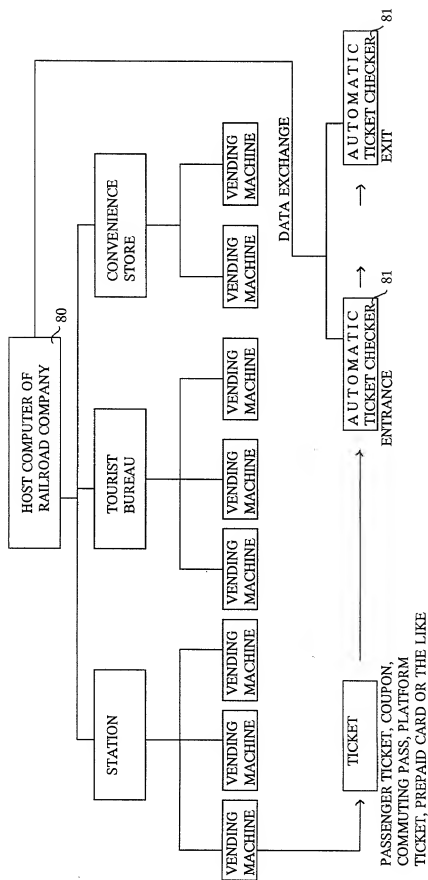 HOST COMPUTER OF
RAILROAD COMPANY
80
STATION
TOURIST
BUREAU
CONVENIENCE
STORE
VENDING
MACHINE
VENDING
MACHINE
VENDING
MACHINE
VENDING
MACHINE
VENDING
MACHINE
VENDING
MACHINE
VENDING
MACHINE
VENDING
MACHINE
DATA EXCHANGE
TICKET
PASSENGER TICKET, COUPON,
COMMUTING PASS, PLATFORM
TICKET, PREPAID CARD OR THE LIKE
AUTOMATIC
TICKET CHECKER
81
ENTRANCE
AUTOMATIC
TICKET CHECKER
81
EXIT